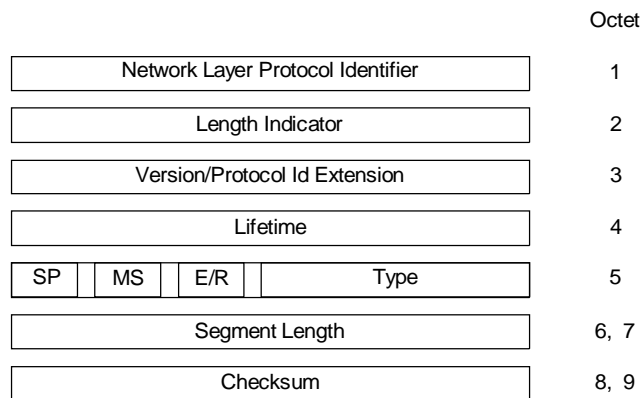 Octet
Network Layer Protocol Identifier 1
Length Indicator 2
Version/Protocol Id Extension 3
Lifetime 4
SP MS E/R Type 5
Segment Length 6, 7
Checksum 8, 9